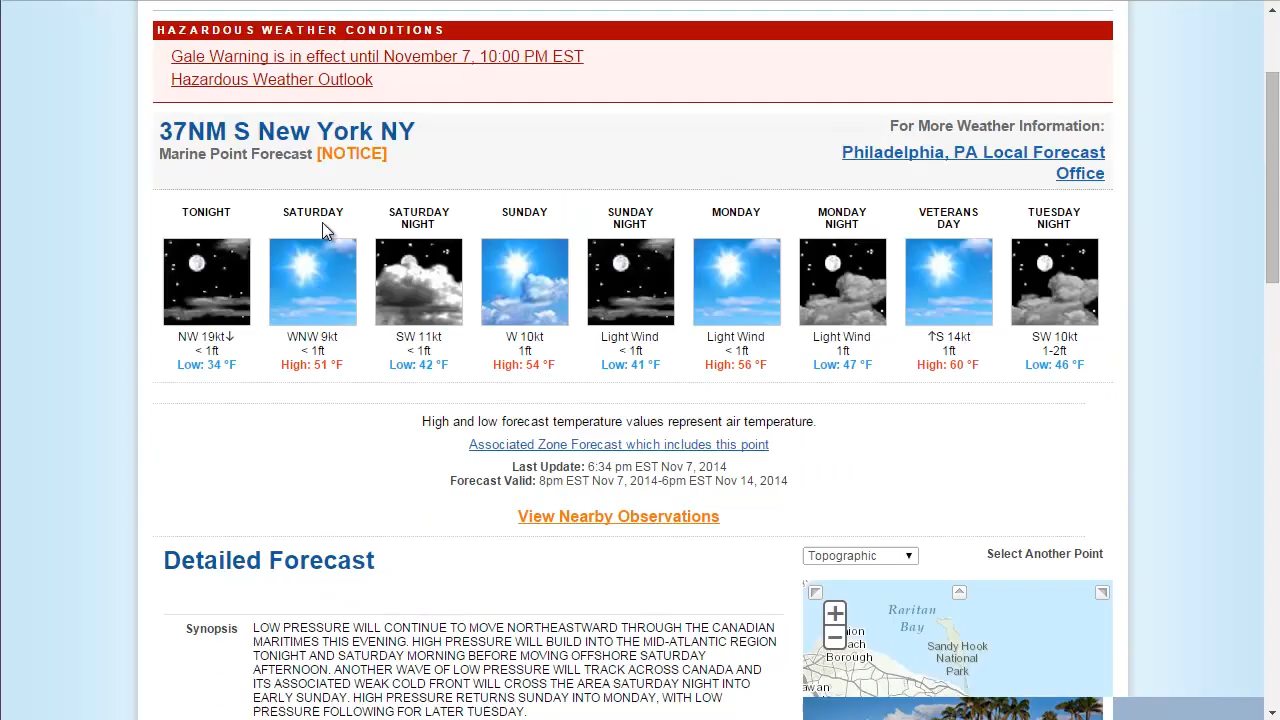 HAZARDOUS WEATHER CONDITIONS
Gale Warning is in effect until November 7, 10:00 PM EST
Hazardous Weather Outlook
37NM S New York NY
Marine Point Forecast [NOTICE]
For More Weather Information:
Philadelphia, PA Local Forecast
Office
TONIGHT
NW 19kt↓
< 1ft
Low: 34 °F
SATURDAY
WNW 9kt
< 1ft
High: 51 °F
SATURDAY
NIGHT
SW 11kt
< 1ft
Low: 42 °F
SUNDAY
W 10kt
1ft
High: 54 °F
SUNDAY
NIGHT
Light Wind
< 1ft
Low: 41 °F
MONDAY
Light Wind
< 1ft
High: 56 °F
MONDAY
NIGHT
Light Wind
1ft
Low: 47 °F
VETERANS
DAY
↑S 14kt
1ft
High: 60 °F
TUESDAY
NIGHT
SW 10kt
1-2ft
Low: 46 °F
High and low forecast temperature values represent air temperature.
Associated Zone Forecast which includes this point
Last Update: 6:34 pm EST Nov 7, 2014
Forecast Valid: 8pm EST Nov 7, 2014-6pm EST Nov 14, 2014
View Nearby Observations
Detailed Forecast
Synopsis
LOW PRESSURE WILL CONTINUE TO MOVE NORTHEASTWARD THROUGH THE CANADIAN
MARITIMES THIS EVENING. HIGH PRESSURE WILL BUILD INTO THE MID-ATLANTIC REGION
TONIGHT AND SATURDAY MORNING BEFORE MOVING OFFSHORE SATURDAY
AFTERNOON. ANOTHER WAVE OF LOW PRESSURE WILL TRACK ACROSS CANADA AND
ITS ASSOCIATED WEAK COLD FRONT WILL CROSS THE AREA SATURDAY NIGHT INTO
EARLY SUNDAY. HIGH PRESSURE RETURNS SUNDAY INTO MONDAY, WITH LOW
PRESSURE FOLLOWING FOR LATER TUESDAY.
Topographic
Select Another Point
+
−
Raritan
Bay
Sandy Hook
National
Park
nion
ach
Borough
awan